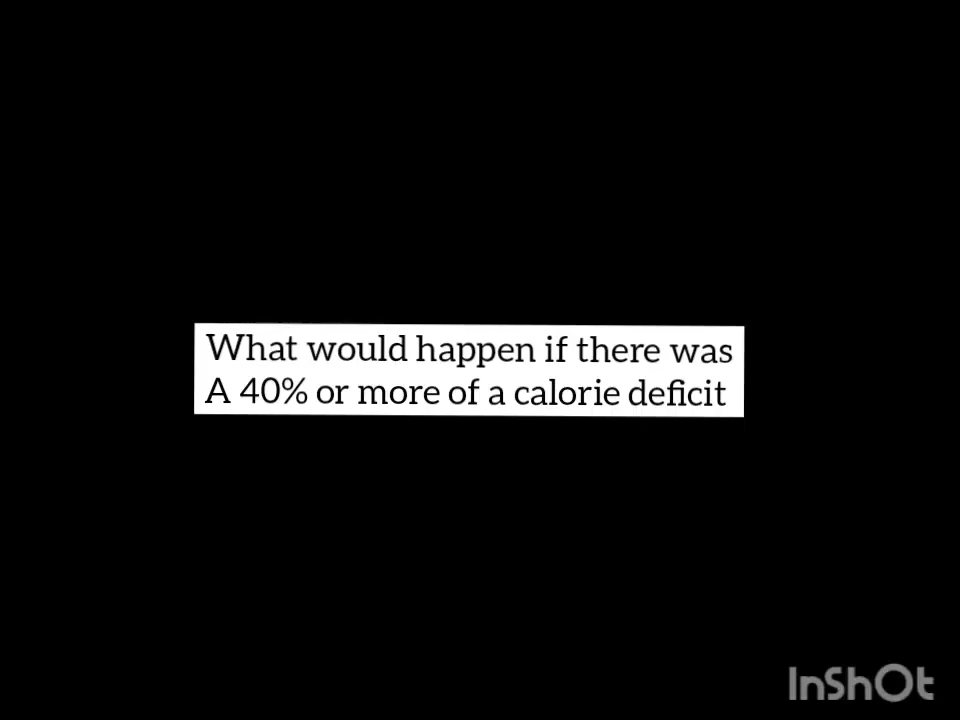 What would happen if there was
A 40% or more of a calorie deficit
InShOt